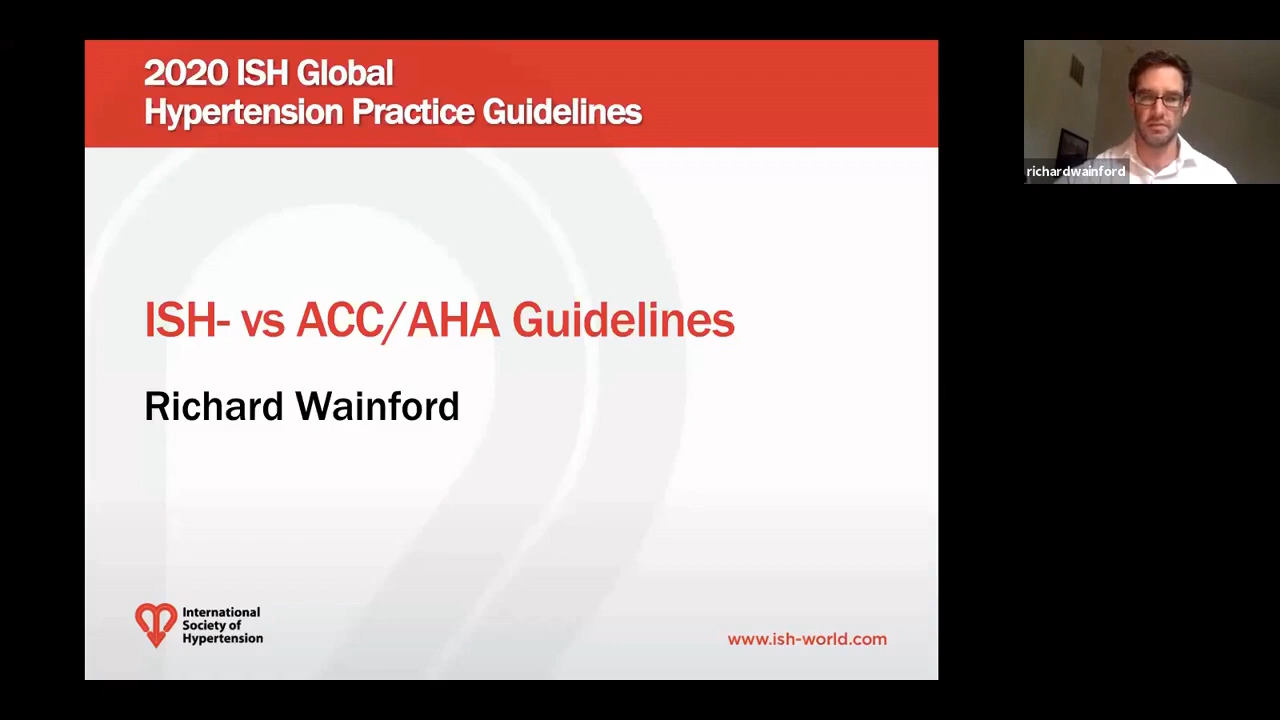 2020 ISH Global
Hypertension Practice Guidelines
richardwainford
ISH- vs ACC/AHA Guidelines
Richard Wainford
International
Society of
Hypertension
www.ish-world.com